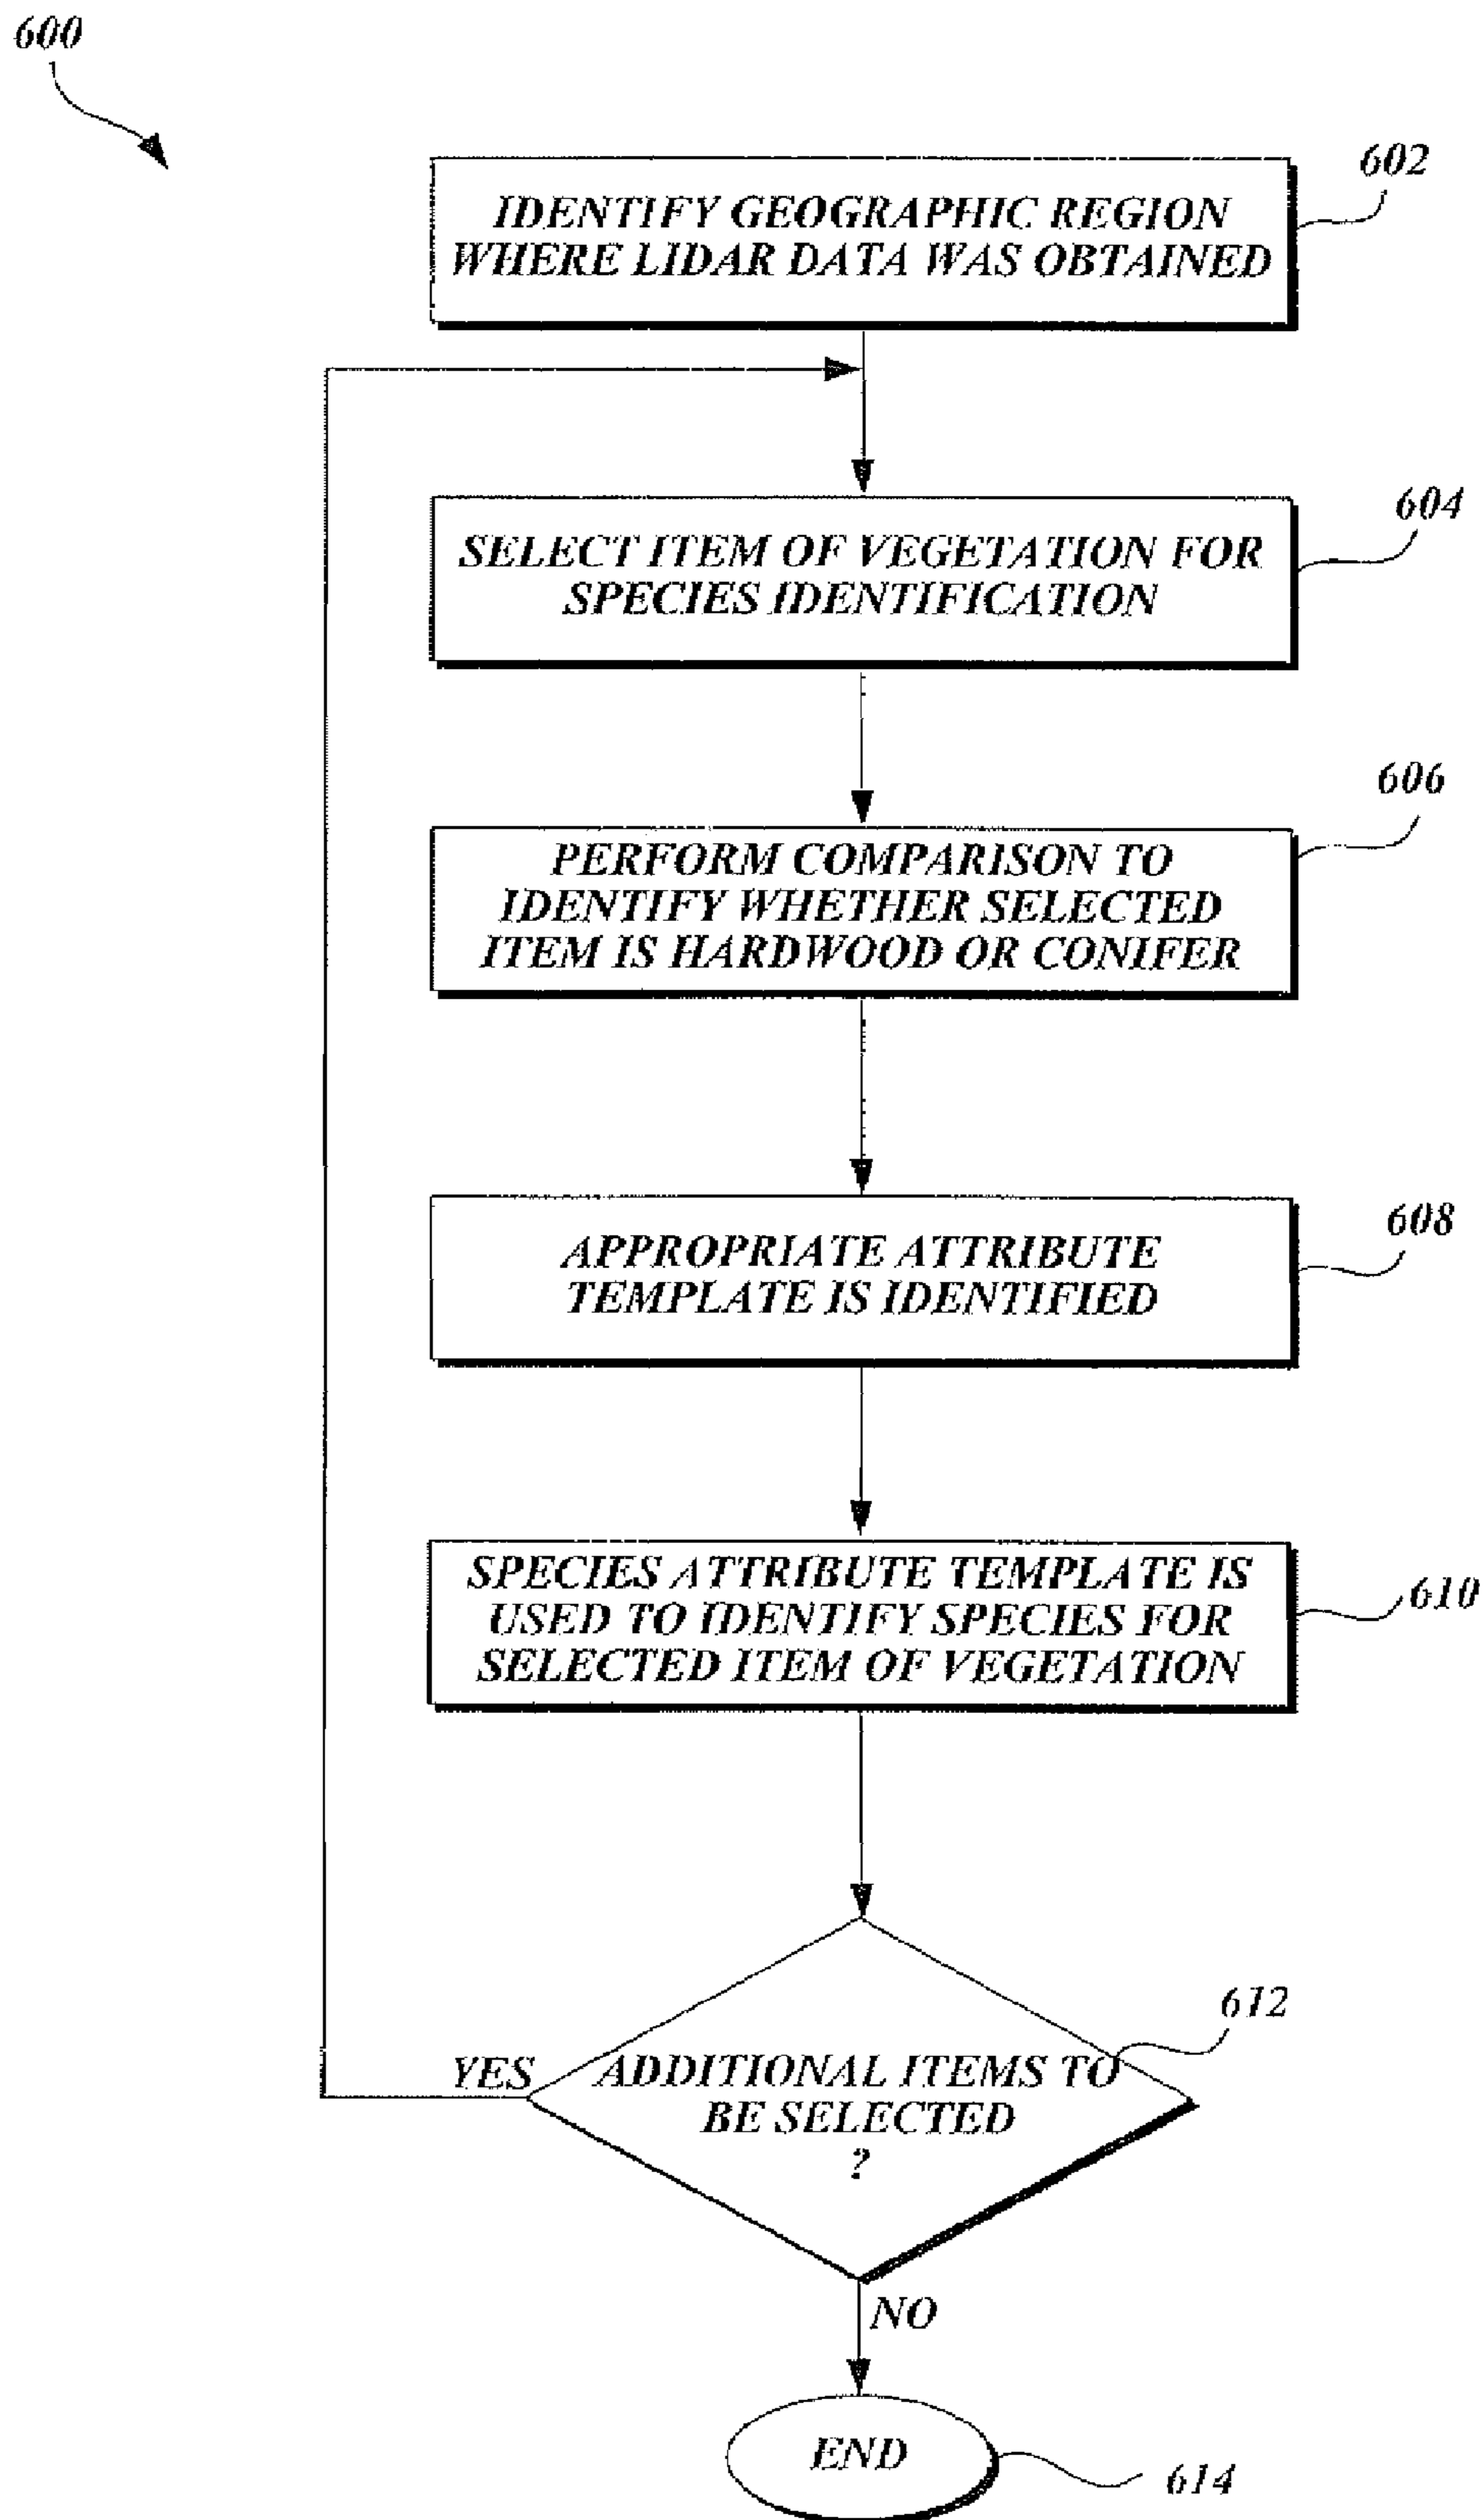 600
602
IDENTIFY GEOGRAPHIC REGION
WHERE LIDAR DATA WAS OBTAINED
604
SELECT ITEM OF VEGETATION FOR
SPECIES IDENTIFICATION
606
PERFORM COMPARISON TO
IDENTIFY WHETHER SELECTED
ITEM IS HARDWOOD OR CONIFER
608
APPROPRIATE ATTRIBUTE
TEMPLATE IS IDENTIFIED
610
SPECIES ATTRIBUTE TEMPLATE IS
USED TO IDENTIFY SPECIES FOR
SELECTED ITEM OF VEGETATION
612
YES
ADDITIONAL ITEMS TO
BE SELECTED
?
NO
END
614